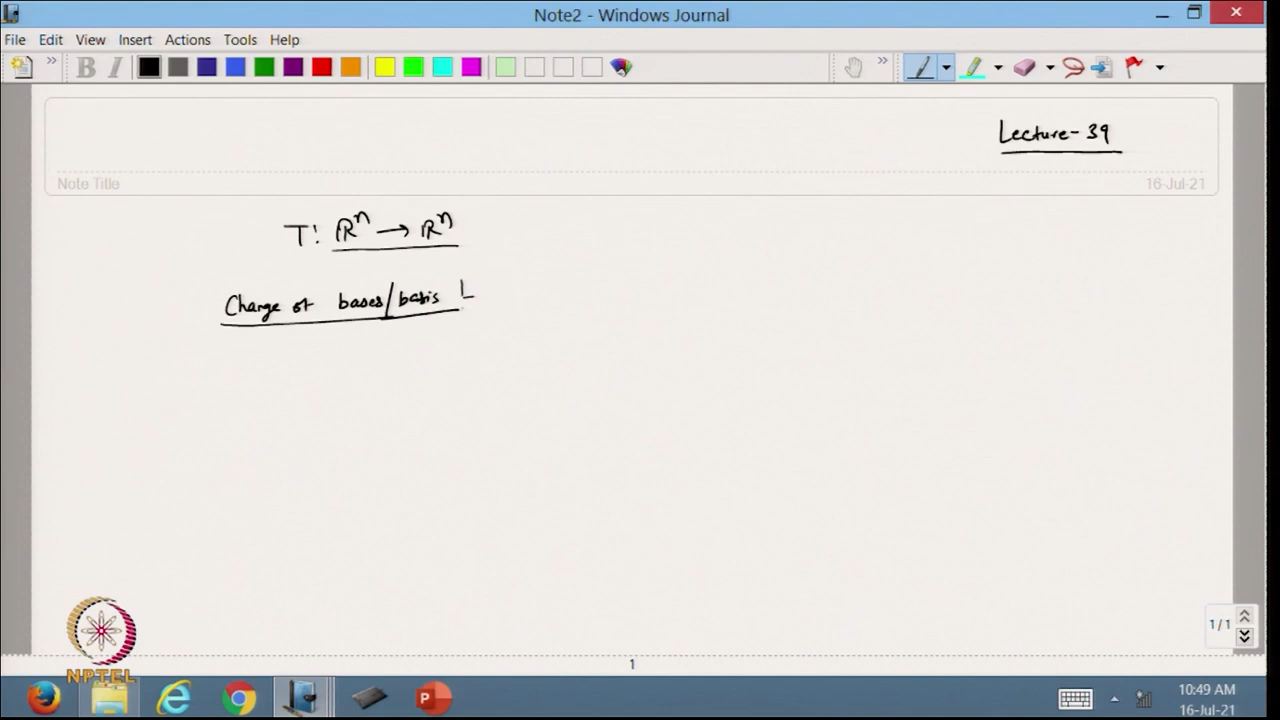 Note2 - Windows Journal
File Edit View Insert Actions Tools Help
B I
Lecture-39
Note Title
16-Jul-21
T: ℝⁿ → ℝⁿ
Change of bases/basis
1/1
NPTEL
1
P
10:49 AM
16-Jul-21